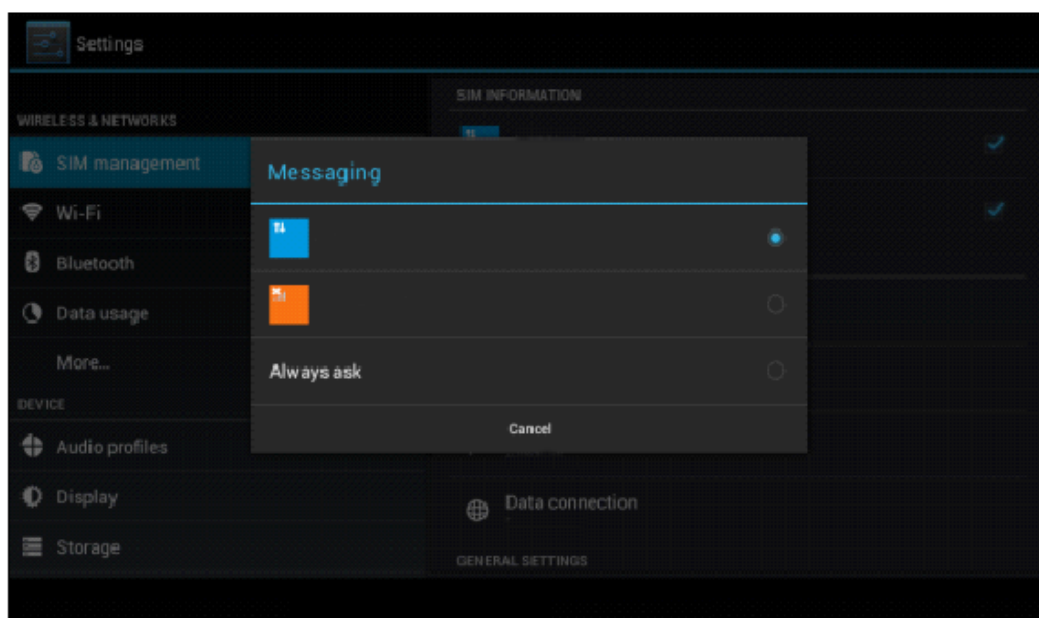 Settings
WIRELESS & NETWORKS
SIM management
Wi-Fi
Bluetooth
Data usage
More...
DEVICE
Audio profiles
Display
Storage
SIM INFORMATION
Messaging
Always ask
Cancel
Data connection
GENERAL SETTINGS